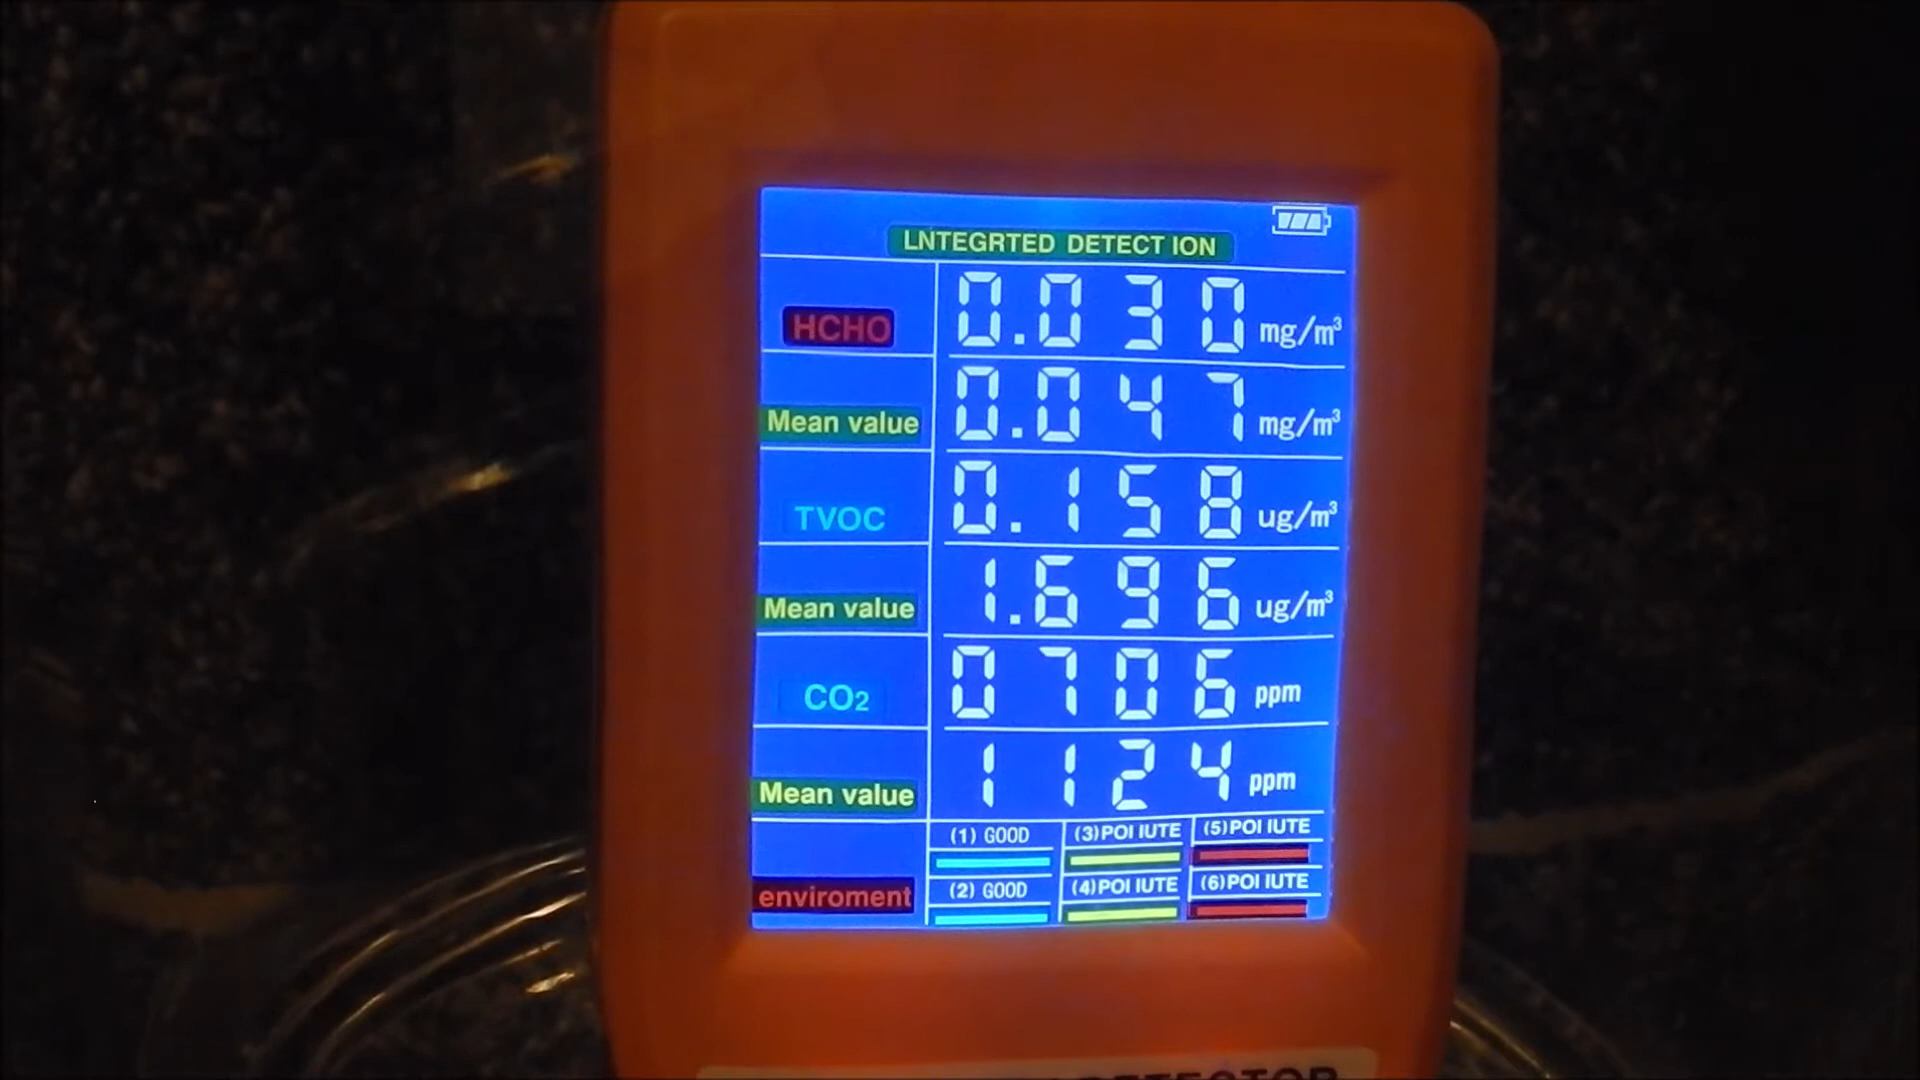 LNTEGRTED DETECT ION
HCHO 0.030 mg/m³
Mean value 0.047 mg/m³
TVOC 0.158 ug/m³
Mean value 1.696 ug/m³
CO2 0706 ppm
Mean value 1124 ppm
(1) GOOD (3)POI IUTE (5)POI IUTE
enviroment (2) GOOD (4)POI IUTE (6)POI IUTE
DETECTOR